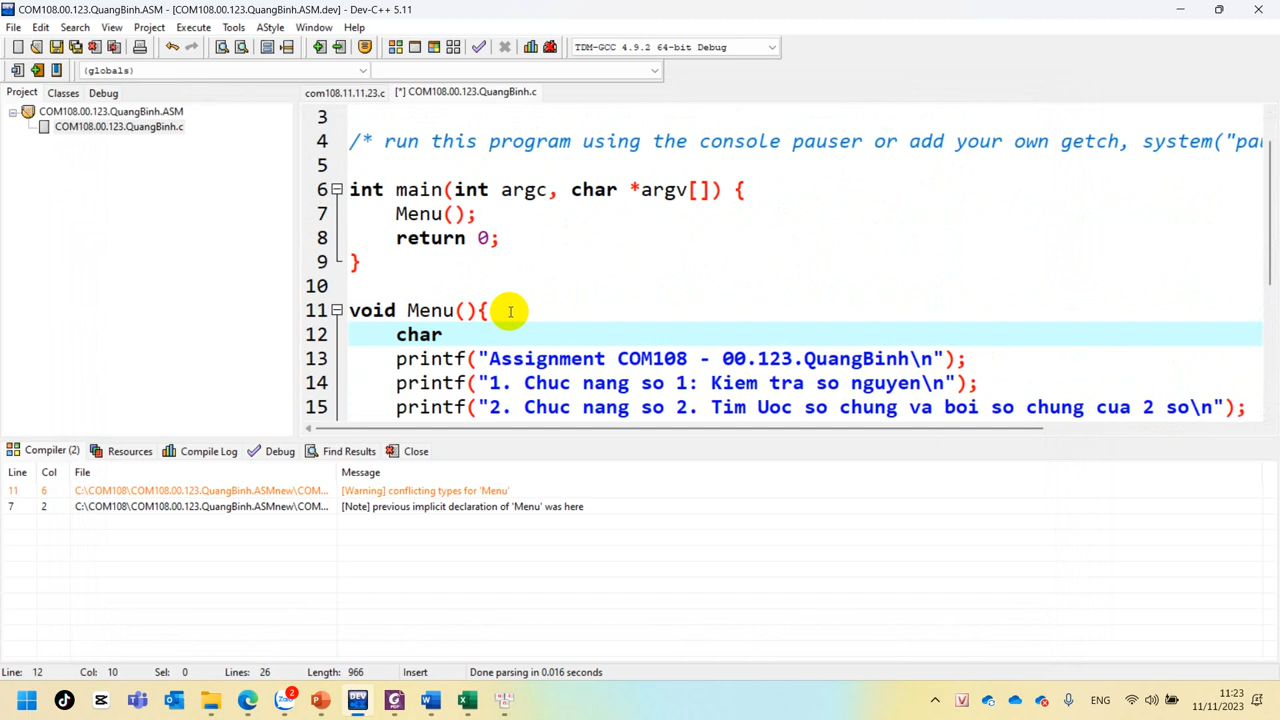 COM108.00.123.QuangBinh.ASM - [COM108.00.123.QuangBinh.ASM.dev] - Dev-C++ 5.11
File Edit Search View Project Execute Tools AStyle Window Help
TDM-GCC 4.9.2 64-bit Debug
(globals)
Project Classes Debug
com108.11.11.23.c [*] COM108.00.123.QuangBinh.c
COM108.00.123.QuangBinh.ASM
COM108.00.123.QuangBinh.c
3
4 /* run this program using the console pauser or add your own getch, system("pau
5
6 int main(int argc, char *argv[]) {
7 Menu();
8 return 0;
9 }
10
11 void Menu(){
12 char
13 printf("Assignment COM108 - 00.123.QuangBinh\n");
14 printf("1. Chuc nang so 1: Kiem tra so nguyen\n");
15 printf("2. Chuc nang so 2. Tim Uoc so chung va boi so chung cua 2 so\n");
Compiler (2) Resources Compile Log Debug Find Results Close
Line Col File Message
11 6 C:\COM108\COM108.00.123.QuangBinh.ASMnew\COM... [Warning] conflicting types for 'Menu'
7 2 C:\COM108\COM108.00.123.QuangBinh.ASMnew\COM... [Note] previous implicit declaration of 'Menu' was here
Line: 12 Col: 10 Sel: 0 Lines: 26 Length: 966 Insert Done parsing in 0.016 seconds
2
Zalo
DEV
ENG
11:23
11/11/2023